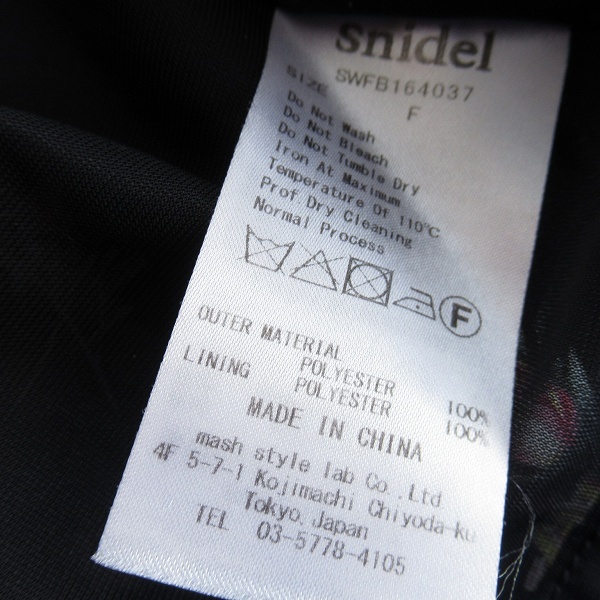 snidel
SWFB164037
SIZE F
Do Not Wash
Do Not Bleach
Do Not Tumble Dry
Iron At Maximum
Temperature Of 110℃
Prof Dry Cleaning
Normal Process
F
OUTER MATERIAL
POLYESTER 100%
LINING POLYESTER 100%
MADE IN CHINA
mash style lab Co.,Ltd
4F 5-7-1 Kojimachi Chiyoda-ku
Tokyo,Japan
TEL 03-5778-4105